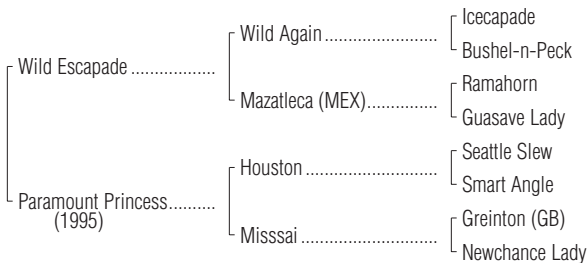 Icecapade
Wild Again
Bushel-n-Peck
Wild Escapade
Ramahorn
Mazatleca (MEX)
Guasave Lady
Seattle Slew
Houston
Smart Angle
Paramount Princess
(1995)
Greinton (GB)
Misssai
Newchance Lady